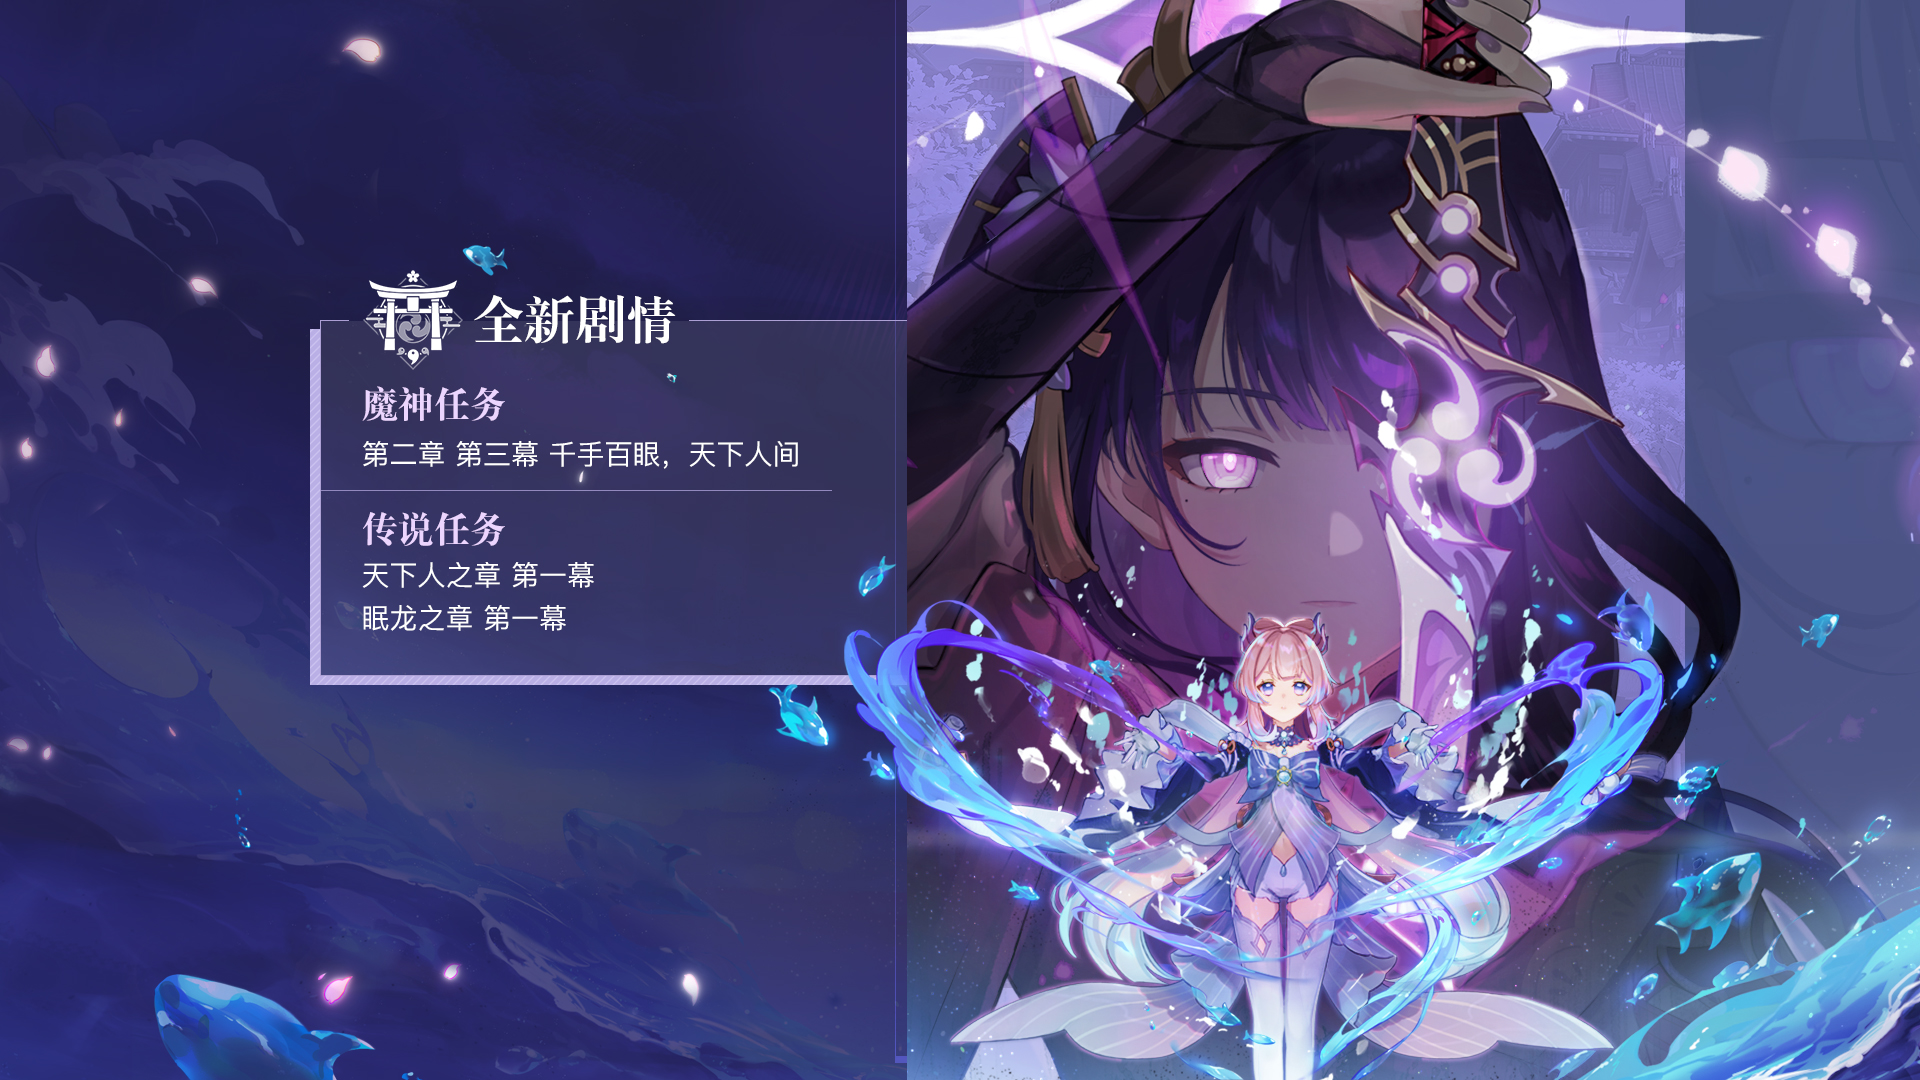 全新剧情
魔神任务
第二章 第三幕 千手百眼，天下人间
传说任务
天下人之章 第一幕
眠龙之章 第一幕